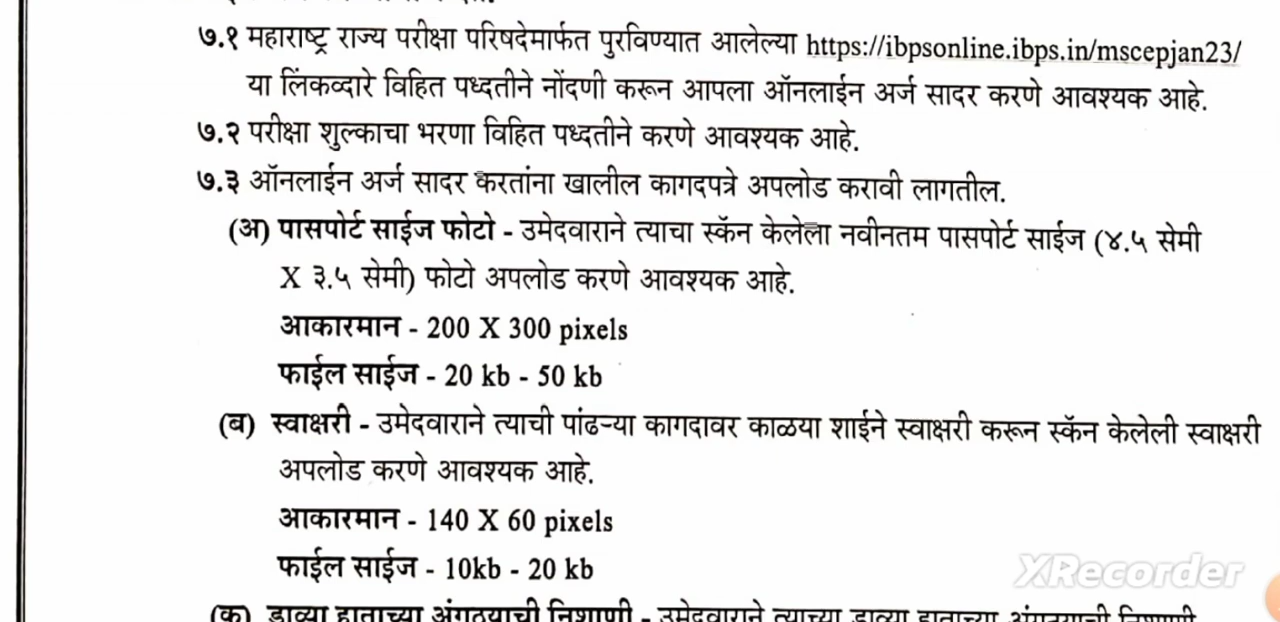 ७.१ महाराष्ट्र राज्य परीक्षा परिषदेमार्फत पुरविण्यात आलेल्या https://ibpsonline.ibps.in/mscepjan23/
या लिंकव्दारे विहित पध्दतीने नोंदणी करून आपला ऑनलाईन अर्ज सादर करणे आवश्यक आहे.
७.२ परीक्षा शुल्काचा भरणा विहित पध्दतीने करणे आवश्यक आहे.
७.३ ऑनलाईन अर्ज सादर करतांना खालील कागदपत्रे अपलोड करावी लागतील.
(अ) पासपोर्ट साईज फोटो - उमेदवाराने त्याचा स्कॅन केलेला नवीनतम पासपोर्ट साईज (४.५ सेमी
X ३.५ सेमी) फोटो अपलोड करणे आवश्यक आहे.
आकारमान - 200 X 300 pixels
फाईल साईज - 20 kb - 50 kb
(ब) स्वाक्षरी - उमेदवाराने त्याची पांढऱ्या कागदावर काळया शाईने स्वाक्षरी करून स्कॅन केलेली स्वाक्षरी
अपलोड करणे आवश्यक आहे.
आकारमान - 140 X 60 pixels
फाईल साईज - 10kb - 20 kb
XRecorder
(क) डाव्या हाताच्या अंगठयाची निशाणी - उमेदवाराने त्याच्या डाव्या हाताच्या अंगठयाची निशाणी